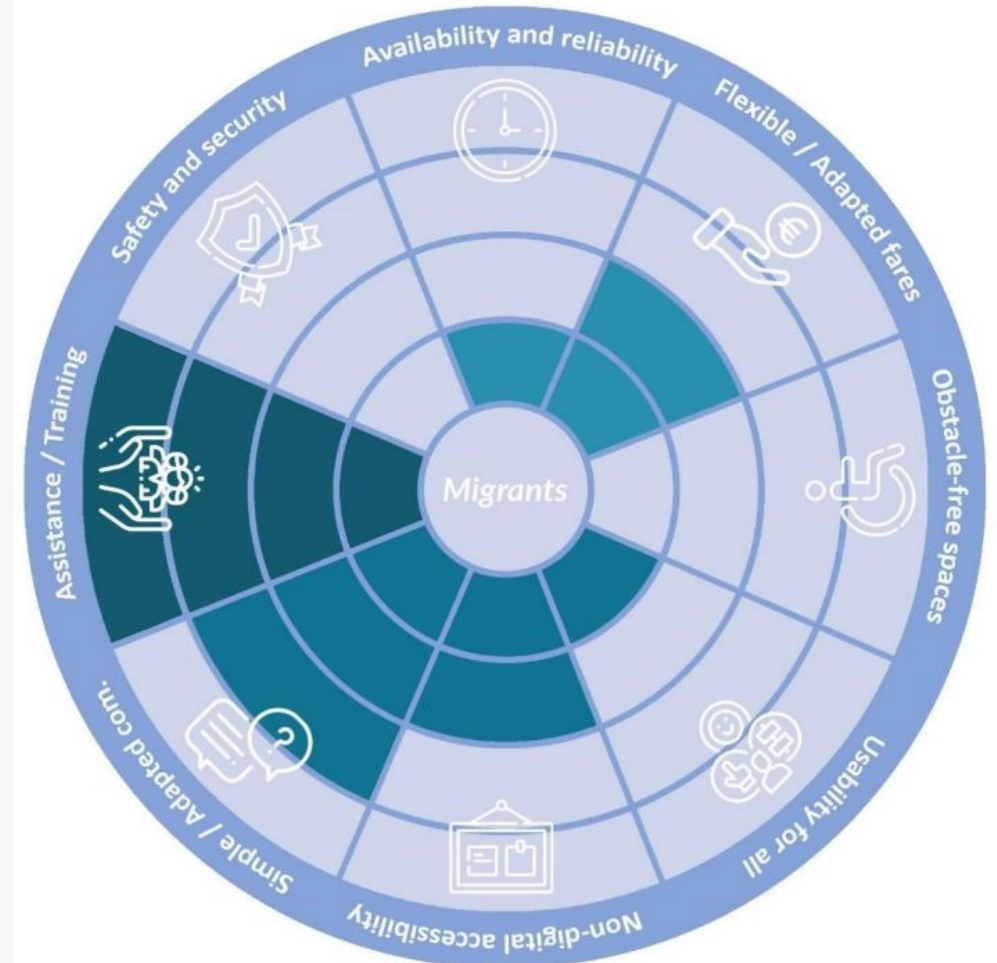 Availability and reliability
Flexible / Adapted fares
Obstacle-free spaces
Usability for all
Non-digital accessibility
Simple / Adapted com.
Assistance / Training
Safety and security
€
?
Migrants